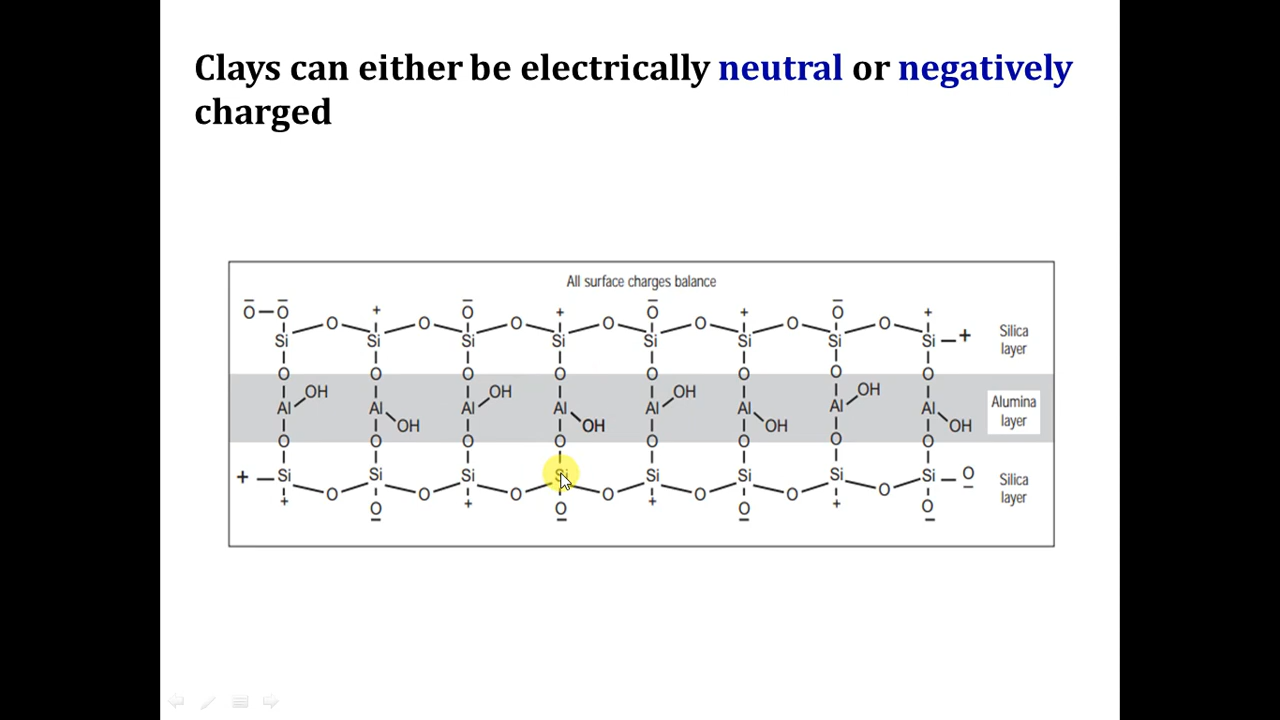 Clays can either be electrically neutral or negatively
charged
All surface charges balance
O O + O + O + O +
O O O O O O O
Si Si Si Si Si Si Si Si +
Silica
layer
O O O O O O O O
OH OH OH OH
Al Al Al Al Al Al Al Al
OH OH OH OH
Alumina
layer
O O O O O O O O
+ Si Si Si Si Si Si Si Si O
O O O O O O O
+ O + O + O + O
Silica
layer